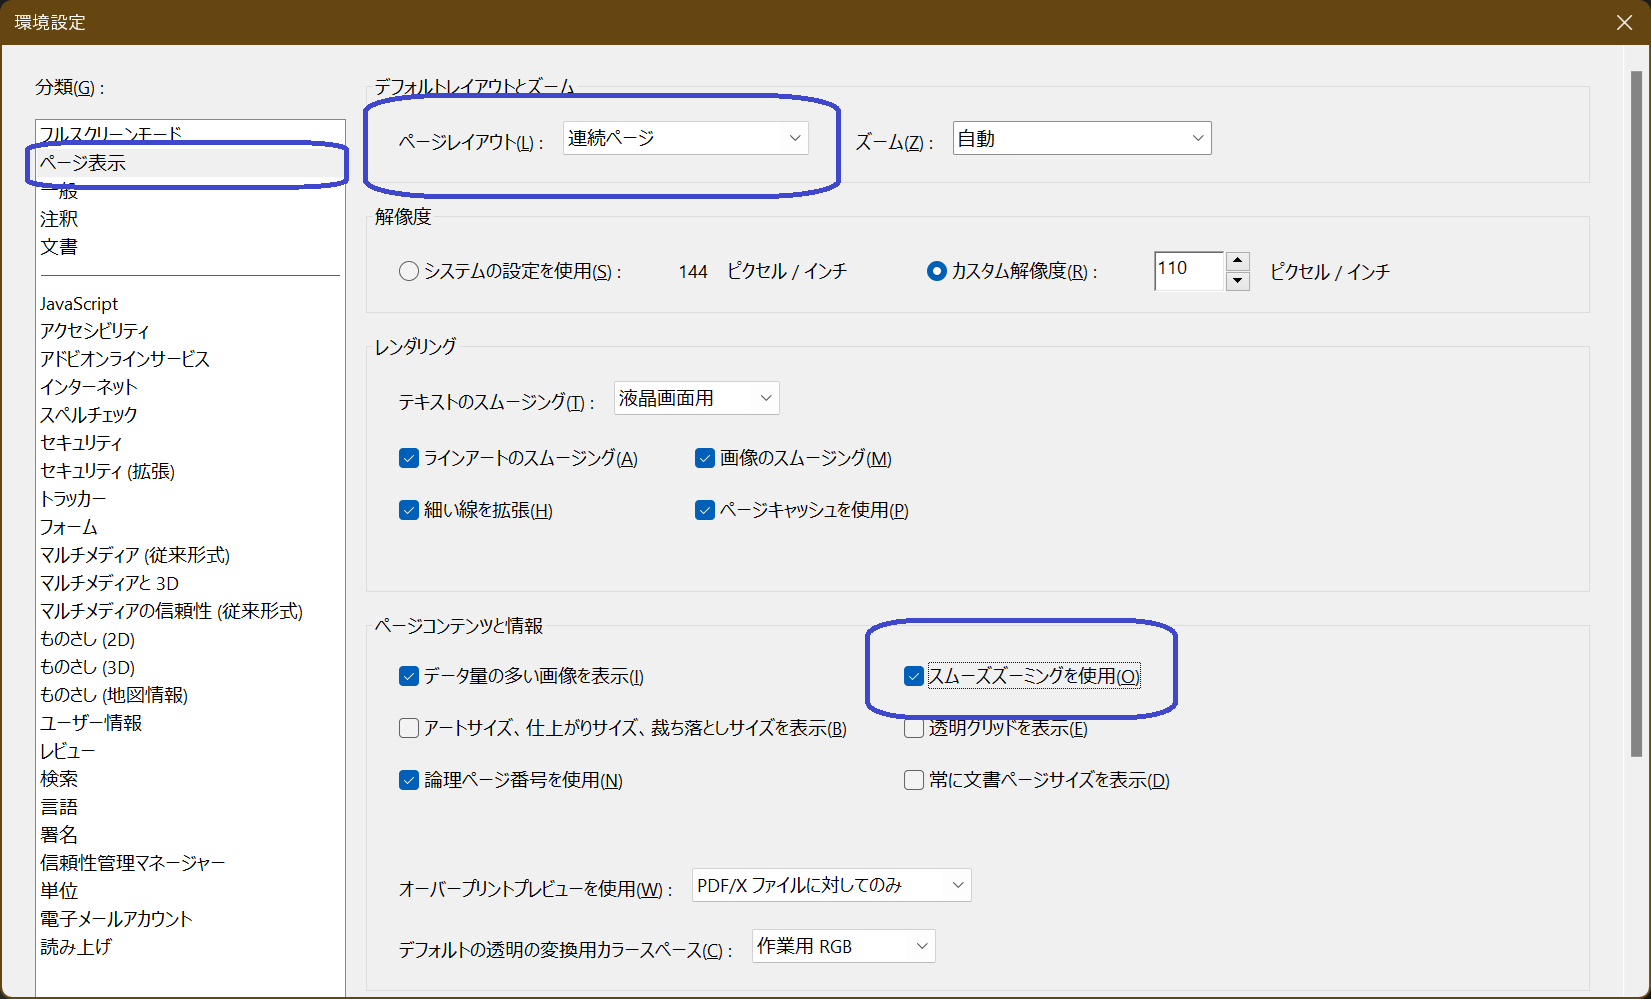 環境設定
分類(G) :
フルスクリーンモード
ページ表示
一般
注釈
文書
JavaScript
アクセシビリティ
アドビオンラインサービス
インターネット
スペルチェック
セキュリティ
セキュリティ (拡張)
トラッカー
フォーム
マルチメディア (従来形式)
マルチメディアと 3D
マルチメディアの信頼性 (従来形式)
ものさし (2D)
ものさし (3D)
ものさし (地図情報)
ユーザー情報
レビュー
検索
言語
署名
信頼性管理マネージャー
単位
電子メールアカウント
読み上げ
デフォルトレイアウトとズーム
ページレイアウト(L) : 連続ページ ズーム(Z) : 自動
解像度
システムの設定を使用(S) : 144 ピクセル / インチ カスタム解像度(R) : 110 ピクセル / インチ
レンダリング
テキストのスムージング(T) : 液晶画面用
ラインアートのスムージング(A) 画像のスムージング(M)
細い線を拡張(H) ページキャッシュを使用(P)
ページコンテンツと情報
データ量の多い画像を表示(I) スムーズズーミングを使用(O)
アートサイズ、仕上がりサイズ、裁ち落としサイズを表示(B) 透明グリッドを表示(E)
論理ページ番号を使用(N) 常に文書ページサイズを表示(D)
オーバープリントプレビューを使用(W) : PDF/X ファイルに対してのみ
デフォルトの透明の変換用カラースペース(C) : 作業用 RGB